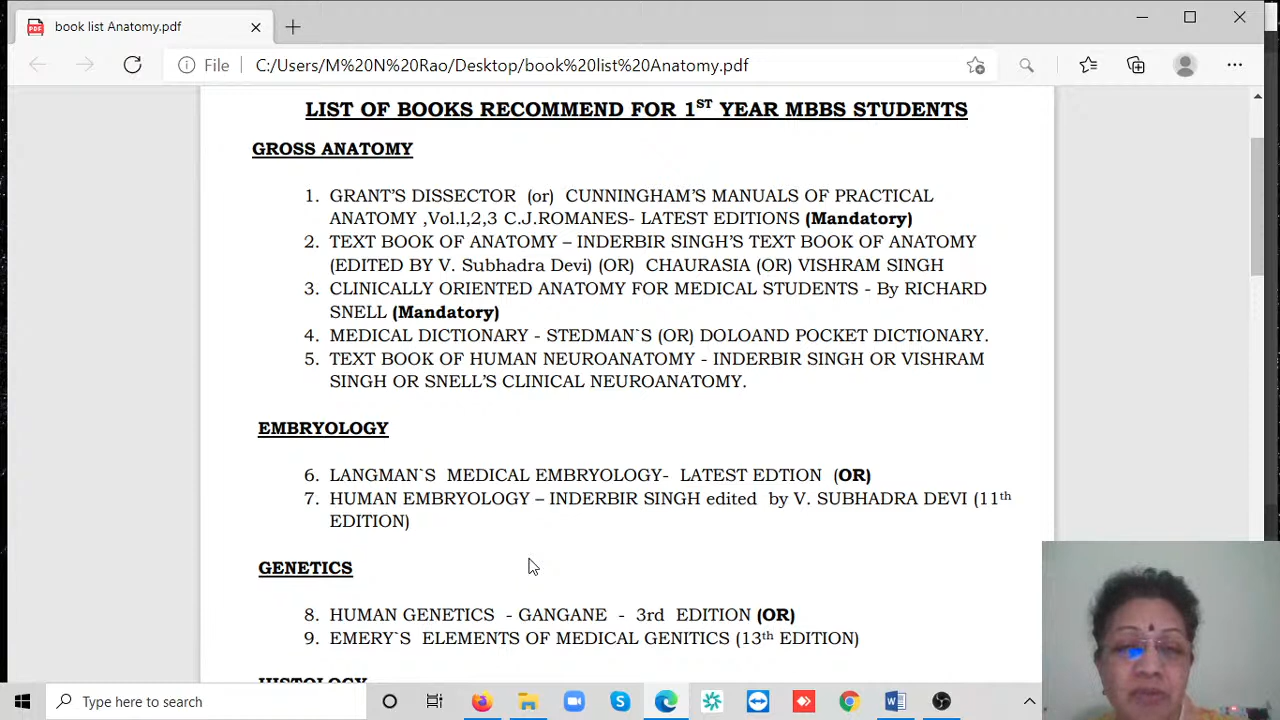 book list Anatomy.pdf
File
C:/Users/M%20N%20Rao/Desktop/book%20list%20Anatomy.pdf
LIST OF BOOKS RECOMMEND FOR 1ST YEAR MBBS STUDENTS
GROSS ANATOMY
1. GRANT'S DISSECTOR (or) CUNNINGHAM'S MANUALS OF PRACTICAL
ANATOMY ,Vol.l,2,3 C.J.ROMANES- LATEST EDITIONS (Mandatory)
2. TEXT BOOK OF ANATOMY – INDERBIR SINGH'S TEXT BOOK OF ANATOMY
(EDITED BY V. Subhadra Devi) (OR) CHAURASIA (OR) VISHRAM SINGH
3. CLINICALLY ORIENTED ANATOMY FOR MEDICAL STUDENTS - By RICHARD
SNELL (Mandatory)
4. MEDICAL DICTIONARY - STEDMAN`S (OR) DOLOAND POCKET DICTIONARY.
5. TEXT BOOK OF HUMAN NEUROANATOMY - INDERBIR SINGH OR VISHRAM
SINGH OR SNELL'S CLINICAL NEUROANATOMY.
EMBRYOLOGY
6. LANGMAN`S MEDICAL EMBRYOLOGY- LATEST EDTION (OR)
7. HUMAN EMBRYOLOGY – INDERBIR SINGH edited by V. SUBHADRA DEVI (11th
EDITION)
GENETICS
8. HUMAN GENETICS - GANGANE - 3rd EDITION (OR)
9. EMERY`S ELEMENTS OF MEDICAL GENITICS (13th EDITION)
HISTOLOGY
Type here to search